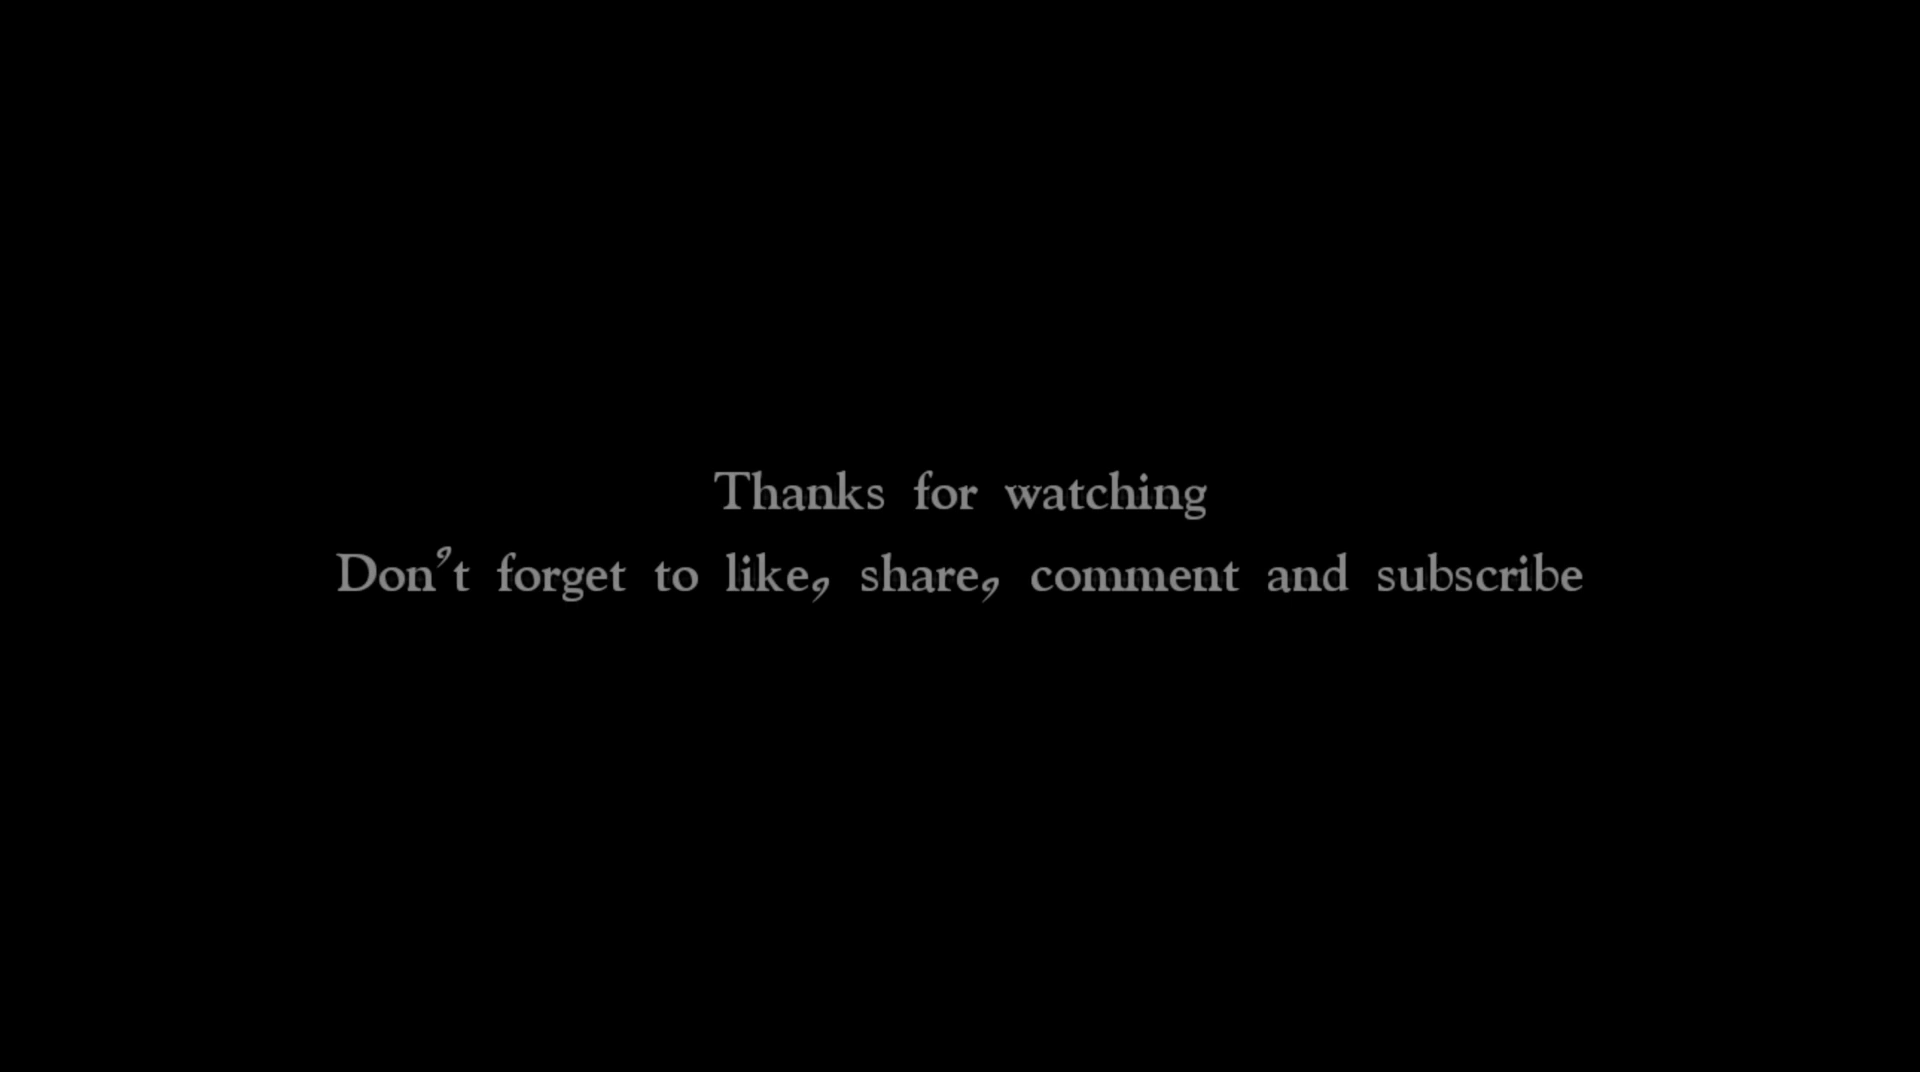 Thanks for watching
Don't forget to like, share, comment and subscribe